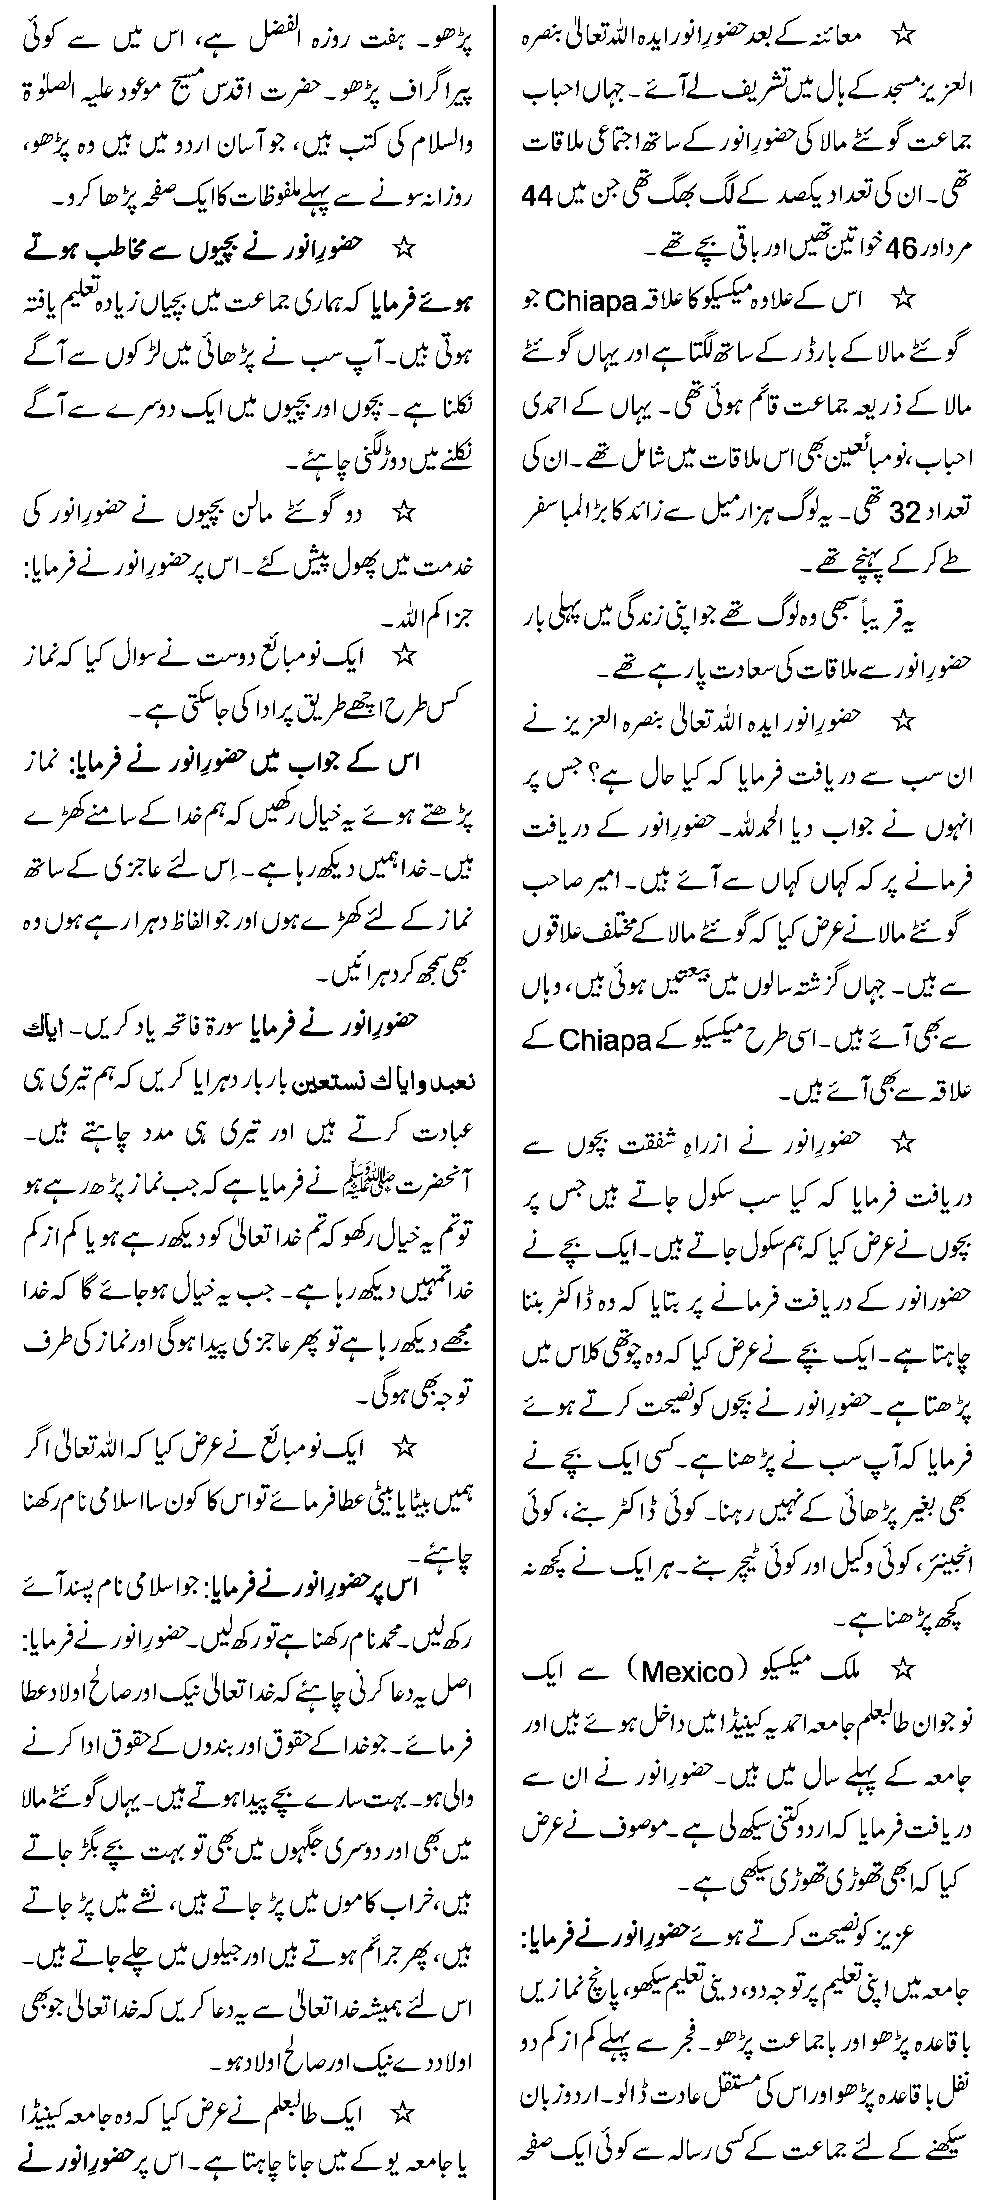 ☆ معائنہ کے بعد حضورِانور ایدہ اللہ تعالیٰ بنصرہ
العزیز مسجد کے ہال میں تشریف لے آئے۔ جہاں احباب
جماعت گوئٹے مالا کی حضورِانور کے ساتھ اجتماعی ملاقات
تھی۔ ان کی تعداد یکصد کے لگ بھگ تھی جن میں 44
مرد اور 46 خواتین تھیں اور باقی بچے تھے۔
☆ اس کے علاوہ میکسیکو کا علاقہ Chiapa جو
گوئٹے مالا کے بارڈر کے ساتھ لگتا ہے اور یہاں گوئٹے
مالا کے ذریعہ جماعت قائم ہوئی تھی۔ یہاں کے احمدی
احباب، نومبائعین بھی اس ملاقات میں شامل تھے۔ ان کی
تعداد 32 تھی۔ یہ لوگ ہزار میل سے زائد کا بڑا لمبا سفر
طے کر کے پہنچے تھے۔
یہ قریباً سبھی وہ لوگ تھے جو اپنی زندگی میں پہلی بار
حضورِانور سے ملاقات کی سعادت پا رہے تھے۔
☆ حضورِانور ایدہ اللہ تعالیٰ بنصرہ العزیز نے
ان سب سے دریافت فرمایا کہ کیا حال ہے؟ جس پر
انہوں نے جواب دیا الحمدللہ۔ حضورِانور کے دریافت
فرمانے پر کہ کہاں کہاں سے آئے ہیں۔ امیر صاحب
گوئٹے مالا نے عرض کیا کہ گوئٹے مالا کے مختلف علاقوں
سے ہیں۔ جہاں گزشتہ سالوں میں بیعتیں ہوئی ہیں، وہاں
سے بھی آئے ہیں۔ اسی طرح میکسیکو کے Chiapa کے
علاقہ سے بھی آئے ہیں۔
☆ حضورِانور نے ازراہِ شفقت بچوں سے
دریافت فرمایا کہ کیا سب سکول جاتے ہیں جس پر
بچوں نے عرض کیا کہ ہم سکول جاتے ہیں۔ ایک بچے نے
حضورانور کے دریافت فرمانے پر بتایا کہ وہ ڈاکٹر بننا
چاہتا ہے۔ ایک بچے نے عرض کیا کہ وہ چوتھی کلاس میں
پڑھتا ہے۔ حضورِانور نے بچوں کو نصیحت کرتے ہوئے
فرمایا کہ آپ سب نے پڑھنا ہے۔ کسی ایک بچے نے
بھی بغیر پڑھائی کے نہیں رہنا۔ کوئی ڈاکٹر بنے، کوئی
انجینئر، کوئی وکیل اور کوئی ٹیچر بنے۔ ہر ایک نے کچھ نہ
کچھ پڑھنا ہے۔
☆ ملک میکسیکو (Mexico) سے ایک
نوجوان طالبعلم جامعہ احمدیہ کینیڈا میں داخل ہوئے ہیں اور
جامعہ کے پہلے سال میں ہیں۔ حضورِانور نے ان سے
دریافت فرمایا کہ اردو کتنی سیکھ لی ہے۔ موصوف نے عرض
کیا کہ ابھی تھوڑی تھوڑی سیکھی ہے۔
عزیز کو نصیحت کرتے ہوئے حضورِانور نے فرمایا:
جامعہ میں اپنی تعلیم پر توجہ دو، دینی تعلیم سیکھو، پانچ نمازیں
باقاعدہ پڑھو اور باجماعت پڑھو۔ فجر سے پہلے کم از کم دو
نفل باقاعدہ پڑھو اور اس کی مستقل عادت ڈالو۔ اردو زبان
سیکھنے کے لئے جماعت کے کسی رسالہ سے کوئی ایک صفحہ
پڑھو۔ ہفت روزہ الفضل ہے، اس میں سے کوئی
پیراگراف پڑھو۔ حضرت اقدس مسیح موعود علیہ الصلوٰۃ
والسلام کی کتب ہیں، جو آسان اردو میں ہیں وہ پڑھو،
روزانہ سونے سے پہلے ملفوظات کا ایک صفحہ پڑھا کرو۔
☆ حضورِانور نے بچیوں سے مخاطب ہوتے
ہوئے فرمایا کہ ہماری جماعت میں بچیاں زیادہ تعلیم یافتہ
ہوتی ہیں۔ آپ سب نے پڑھائی میں لڑکوں سے آگے
نکلنا ہے۔ بچوں اور بچیوں میں ایک دوسرے سے آگے
نکلنے میں دوڑ لگنی چاہئے۔
☆ دو گوئٹے مالن بچیوں نے حضورِانور کی
خدمت میں پھول پیش کئے۔ اس پر حضورِانور نے فرمایا:
جزاکم اللہ۔
☆ ایک نومبائع دوست نے سوال کیا کہ نماز
کس طرح اچھے طریق پر ادا کی جاسکتی ہے۔
اس کے جواب میں حضورِانور نے فرمایا: نماز
پڑھتے ہوئے یہ خیال رکھیں کہ ہم خدا کے سامنے کھڑے
ہیں۔ خدا ہمیں دیکھ رہا ہے۔ اِس لئے عاجزی کے ساتھ
نماز کے لئے کھڑے ہوں اور جو الفاظ دہرا رہے ہوں وہ
بھی سمجھ کر دہرائیں۔
حضورِانور نے فرمایا سورۃ فاتحہ یاد کریں۔ ایاک
نعبد وایاک نستعین بار بار دہرایا کریں کہ ہم تیری ہی
عبادت کرتے ہیں اور تیری ہی مدد چاہتے ہیں۔
آنحضرت ﷺ نے فرمایا ہے کہ جب نماز پڑھ رہے ہو
تو تم یہ خیال رکھو کہ تم خدا تعالیٰ کو دیکھ رہے ہو یا کم از کم
خدا تمہیں دیکھ رہا ہے۔ جب یہ خیال ہو جائے گا کہ خدا
مجھے دیکھ رہا ہے تو پھر عاجزی پیدا ہوگی اور نماز کی طرف
توجہ بھی ہوگی۔
☆ ایک نومبائع نے عرض کیا کہ اللہ تعالیٰ اگر
ہمیں بیٹا یا بیٹی عطا فرمائے تو اس کا کون سا اسلامی نام رکھنا
چاہئے۔
اس پر حضورِانور نے فرمایا: جو اسلامی نام پسند آئے
رکھ لیں۔ محمد نام رکھنا ہے تو رکھ لیں۔ حضورِانور نے فرمایا:
اصل یہ دعا کرنی چاہئے کہ خدا تعالیٰ نیک اور صالح اولاد عطا
فرمائے۔ جو خدا کے حقوق اور بندوں کے حقوق ادا کرنے
والی ہو۔ بہت سارے بچے پیدا ہوتے ہیں۔ یہاں گوئٹے مالا
میں بھی اور دوسری جگہوں میں بھی تو بہت بچے بگڑ جاتے
ہیں، خراب کاموں میں پڑ جاتے ہیں، نشے میں پڑ جاتے
ہیں، پھر جرائم ہوتے ہیں اور جیلوں میں چلے جاتے ہیں۔
اس لئے ہمیشہ خدا تعالیٰ سے یہ دعا کریں کہ خدا تعالیٰ جو بھی
اولاد دے نیک اور صالح اولاد ہو۔
☆ ایک طالبعلم نے عرض کیا کہ وہ جامعہ کینیڈا
یا جامعہ یوکے میں جانا چاہتا ہے۔ اس پر حضورِانور نے